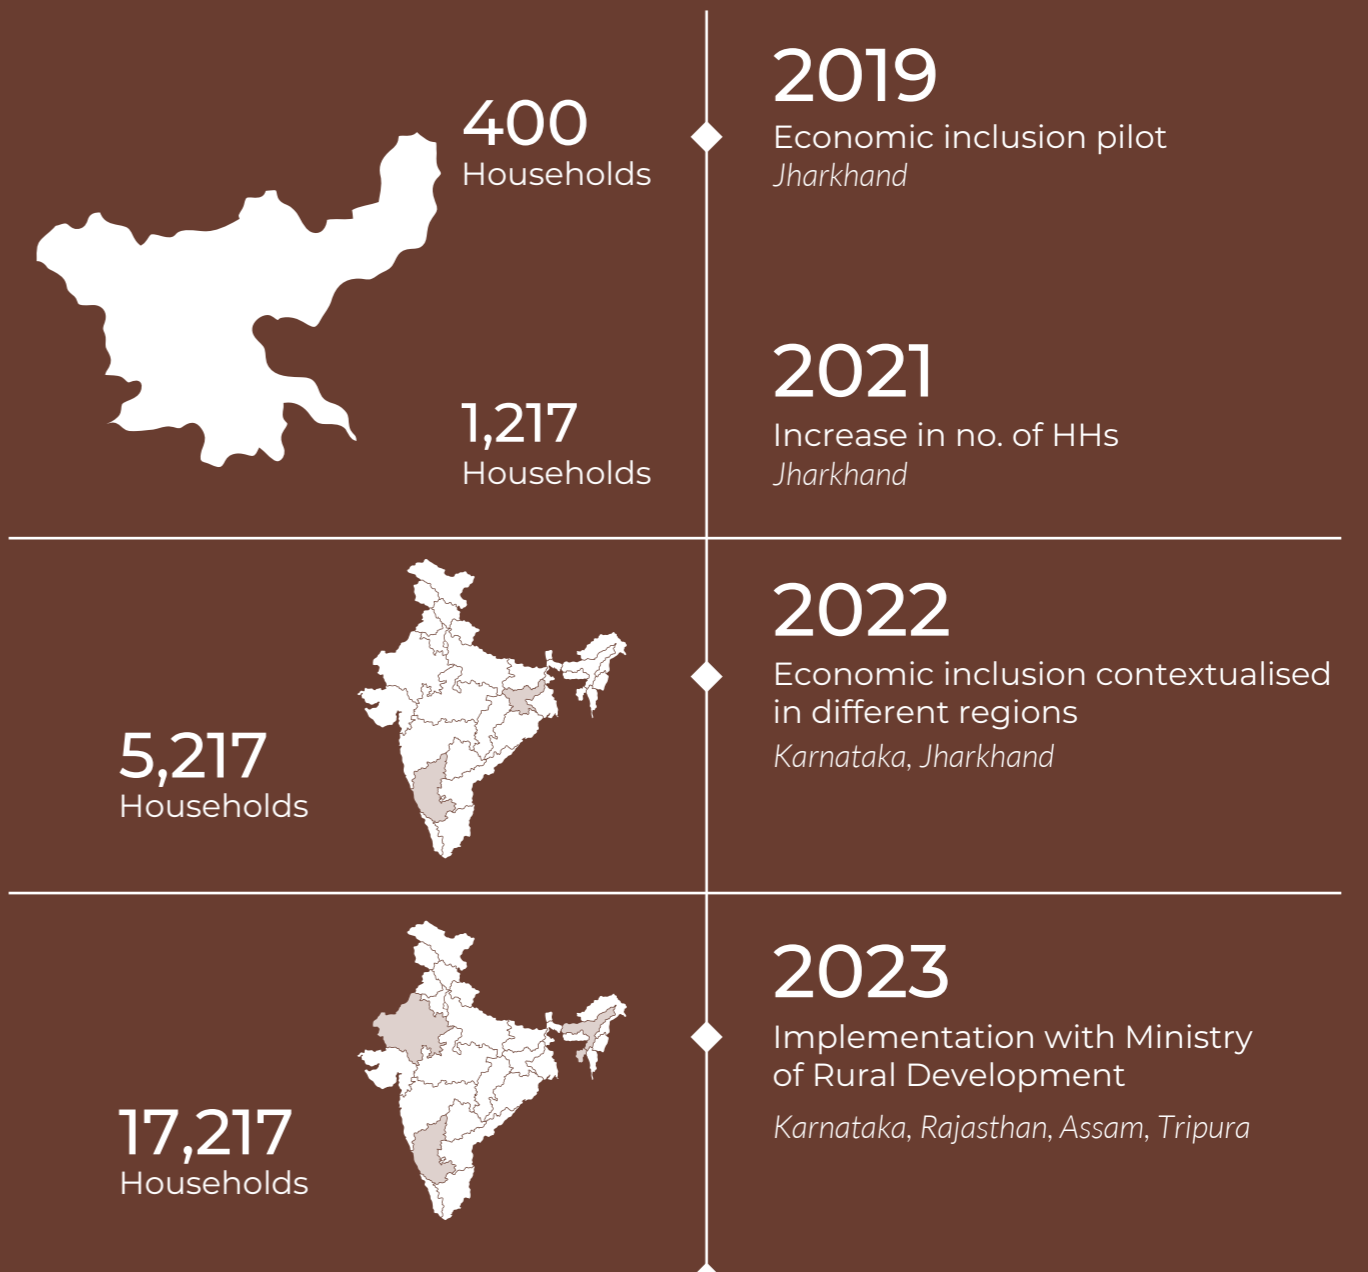 400
Households
2019
Economic inclusion pilot
Jharkhand
1,217
Households
2021
Increase in no. of HHs
Jharkhand
5,217
Households
2022
Economic inclusion contextualised
in different regions
Karnataka, Jharkhand
17,217
Households
2023
Implementation with Ministry
of Rural Development
Karnataka, Rajasthan, Assam, Tripura